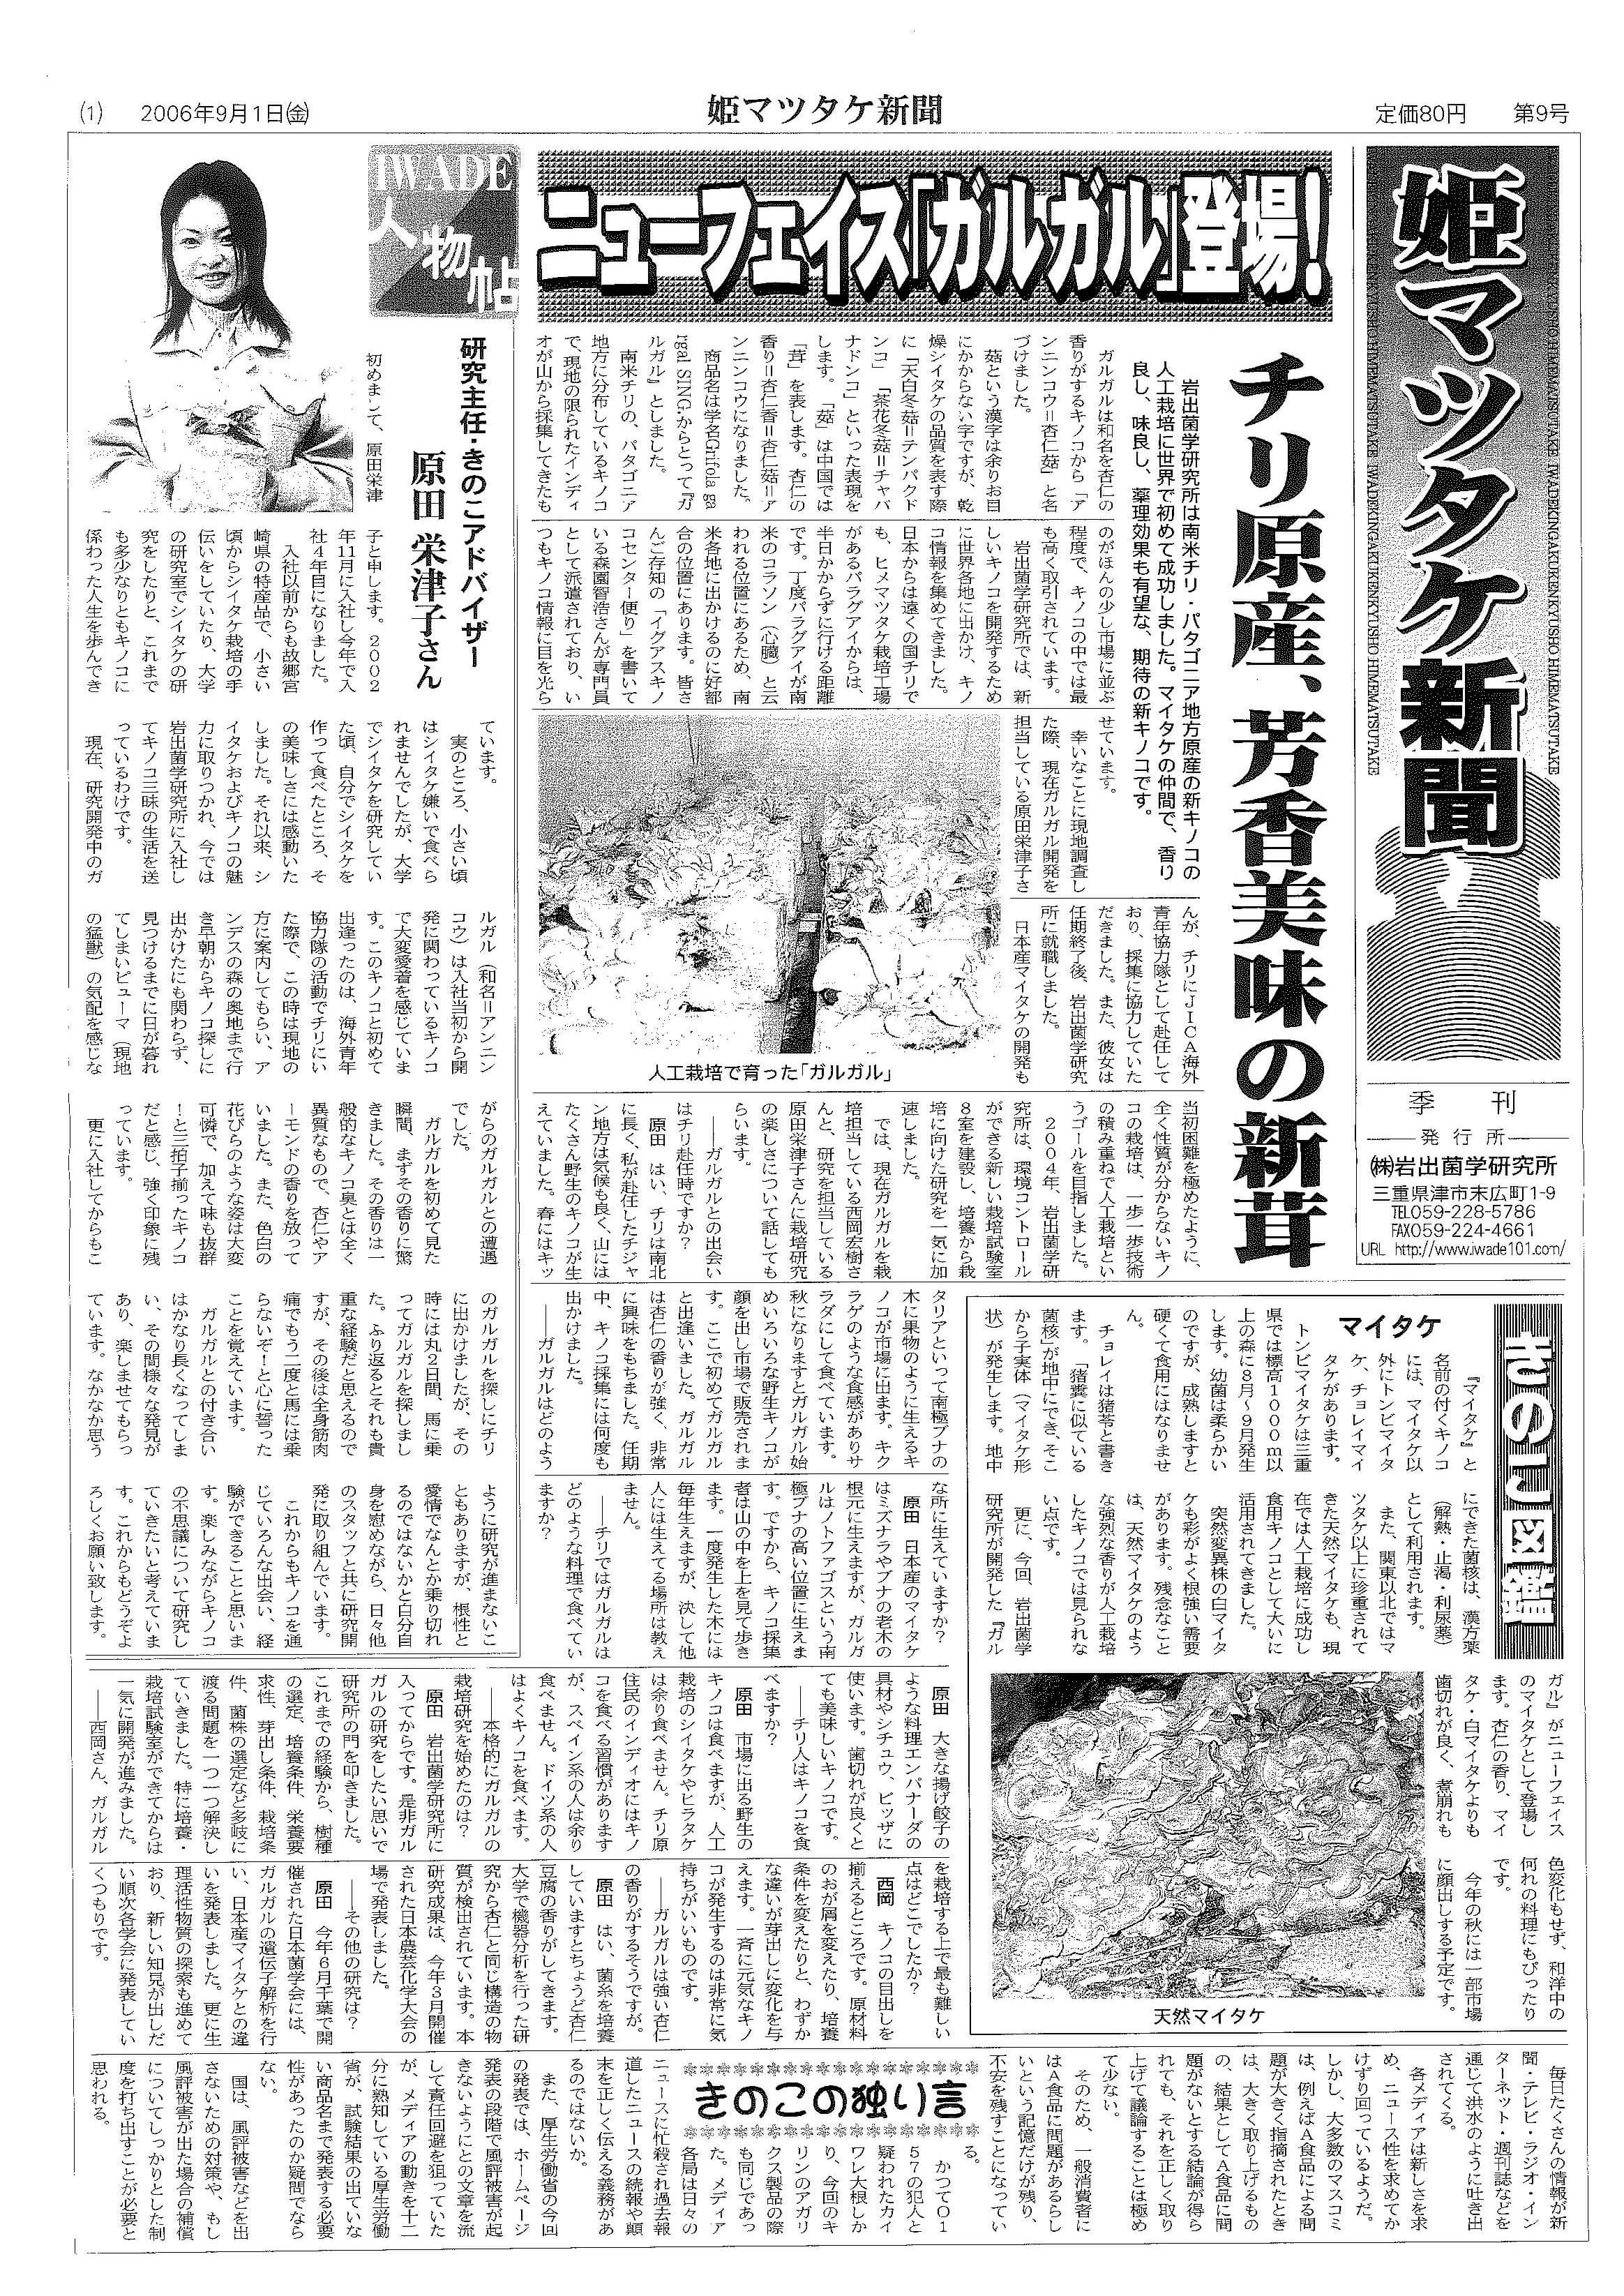 (1)
2006年9月1日㈮
姫マツタケ新聞
定価80円
第9号
姫マツタケ新聞
季刊
発行所
㈱岩出菌学研究所
三重県津市末広町1-9
TEL059-228-5786
FAX059-224-4661
URL http://www.iwade101.com/
ニューフェイス「ガルガル」登場!
チリ原産、芳香美味の新茸
岩出菌学研究所は南米チリ・パタゴニア地方原産の新キノコの
人工栽培に世界で初めて成功しました。マイタケの仲間で、香り
良し、味良し、薬理効果も有望な、期待の新キノコです。
ガルガルは和名を杏仁の
香りがするキノコから「ア
ンニンコウ=杏仁菇」と名
づけました。
菇という漢字は余りお目
にかからない字ですが、乾
燥シイタケの品質を表す際
に「天白冬菇=テンパクド
ンコ」「茶花冬菇=チャバ
ナドンコ」といった表現を
します。「菇」は中国では
「茸」を表します。杏仁の
香り=杏仁香=杏仁菇=ア
ンニンコウになりました。
商品名は学名Grifola ga
rgal SING.からとって『ガ
ルガル』としました。
南米チリの、パタゴニア
地方に分布しているキノコ
で、現地の限られたインディ
オが山から採集してきたも
のがほんの少し市場に並ぶ
程度で、キノコの中では最
も高く取引されています。
岩出菌学研究所では、新
しいキノコを開発するため
に世界各地に出かけ、キノ
コ情報を集めてきました。
日本からは遠くの国チリで
も、ヒメマツタケ栽培工場
があるパラグアイからは、
半日かからずに行ける距離
です。丁度パラグアイが南
米のコラソン(心臓)と云
われる位置にあるため、南
米各地に出かけるのに好都
合の位置にあります。皆さ
んご存知の「イグアスキノ
コセンター便り」を書いて
いる森園智浩さんが専門員
として派遣されており、い
つもキノコ情報に目を光ら
せています。
幸いなことに現地調査し
た際、現在ガルガル開発を
担当している原田栄津子さ
んが、チリにJICA海外
青年協力隊として赴任して
おり、採集に協力していた
だきました。また、彼女は
任期終了後、岩出菌学研究
所に就職しました。
日本産マイタケの開発も
人工栽培で育った「ガルガル」
当初困難を極めたように、
全く性質が分からないキノ
コの栽培は、一歩一歩技術
の積み重ねで人工栽培とい
うゴールを目指しました。
2004年、岩出菌学研
究所は、環境コントロール
ができる新しい栽培試験室
8室を建設し、培養から栽
培に向けた研究を一気に加
速しました。
では、現在ガルガルを栽
培担当している西岡宏樹さ
んと、研究を担当している
原田栄津子さんに栽培研究
の楽しさについて話しても
らいます。
――ガルガルとの出会い
はチリ赴任時ですか?
原田 はい、チリは南北
に長く、私が赴任したチジャ
ン地方は気候も良く、山には
たくさん野生のキノコが生
えていました。春にはキッ
タリアといって南極ブナの
木に果物のように生えるキ
ノコが市場に出ます。キク
ラゲのような食感がありサ
ラダにして食べています。
秋になりますとガルガル始
めいろいろな野生キノコが
顔を出し市場で販売されま
す。ここで初めてガルガル
と出逢いました。ガルガル
は杏仁の香りが強く、非常
に興味をもちました。任期
中、キノコ採集には何度も
出かけました。
――ガルガルはどのよう
な所に生えていますか?
原田 日本産のマイタケ
はミズナラやブナの老木の
根元に生えますが、ガルガ
ルはノトファゴスという南
極ブナの高い位置に生えま
す。ですから、キノコ採集
者は山の中を上を見て歩き
ます。一度発生した木には
毎年生えますが、決して他
人には生えてる場所は教え
ません。
――チリではガルガルは
どのような料理で食べてい
ますか?
原田 大きな揚げ餃子の
ような料理エンパナーダの
具材やシチュウ、ピッザに
使います。歯切れが良くと
ても美味しいキノコです。
――チリ人はキノコを食
べますか?
原田 市場に出る野生の
キノコは食べますが、人工
栽培のシイタケやヒラタケ
は余り食べません。チリ原
住民のインディオにはキノ
コを食べる習慣があります
が、スペイン系の人は余り
食べません。ドイツ系の人
はよくキノコを食べます。
――本格的にガルガルの
栽培研究を始めたのは?
原田 岩出菌学研究所に
入ってからです。是非ガル
ガルの研究をしたい思いで
研究所の門を叩きました。
これまでの経験から、樹種
の選定、培養条件、栄養要
求性、芽出し条件、栽培条
件、菌株の選定など多岐に
渡る問題を一つ一つ解決し
ていきました。特に培養・
栽培試験室ができてからは
一気に開発が進みました。
――西岡さん、ガルガル
を栽培する上で最も難しい
点はどこでしたか?
西岡 キノコの目出しを
揃えるところです。原材料
のおが屑を変えたり、培養
条件を変えたりと、わずか
な違いが芽出しに変化を与
えます。一斉に元気なキノ
コが発生するのは非常に気
持ちがいいものです。
――ガルガルは強い杏仁
の香りがするそうですが。
原田 はい、菌糸を培養
していますとちょうど杏仁
豆腐の香りがしてきます。
大学で機器分析を行った研
究から杏仁と同じ構造の物
質が検出されています。本
研究成果は、今年3月開催
された日本農芸化学大会の
場で発表しました。
――その他の研究は?
原田 今年6月千葉で開
催された日本菌学会には、
ガルガルの遺伝子解析を行
い、日本産マイタケとの違
いを発表しました。更に生
理活性物質の探索も進めて
おり、新しい知見が出しだ
い順次各学会に発表してい
くつもりです。
IWADE
人物帖
研究主任・きのこアドバイザー
原田 栄津子さん
初めまして、原田栄津
子と申します。2002
年11月に入社し今年で入
社4年目になりました。
入社以前からも故郷宮
崎県の特産品で、小さい
頃からシイタケ栽培の手
伝いをしていたり、大学
の研究室でシイタケの研
究をしたりと、これまで
も多少なりともキノコに
係わった人生を歩んでき
ています。
実のところ、小さい頃
はシイタケ嫌いで食べら
れませんでしたが、大学
でシイタケを研究してい
た頃、自分でシイタケを
作って食べたところ、そ
の美味しさには感動いた
しました。それ以来、シ
イタケおよびキノコの魅
力に取りつかれ、今では
岩出菌学研究所に入社し
てキノコ三昧の生活を送
っているわけです。
現在、研究開発中のガ
ルガル(和名=アンニン
コウ)は入社当初から開
発に関わっているキノコ
で大変愛着を感じていま
す。このキノコと初めて
出逢ったのは、海外青年
協力隊の活動でチリにい
た際で、この時は現地の
方に案内してもらい、ア
ンデスの森の奥地まで行
き早朝からキノコ探しに
出かけたにも関わらず、
見つけるまでに日が暮れ
てしまいピューマ(現地
の猛獣)の気配を感じな
がらのガルガルとの遭遇
でした。
ガルガルを初めて見た
瞬間、まずその香りに驚
きました。その香りは一
般的なキノコ臭とは全く
異質なもので、杏仁やア
ーモンドの香りを放って
いました。また、色白の
花びらのような姿は大変
可憐で、加えて味も抜群
!と三拍子揃ったキノコ
だと感じ、強く印象に残
っています。
更に入社してからもこ
のガルガルを探しにチリ
に出かけましたが、その
時には丸2日間、馬に乗
ってガルガルを探しまし
た。ふり返るとそれも貴
重な経験だと思えるので
すが、その後は全身筋肉
痛でもう二度と馬には乗
らないぞ!と心に誓った
ことを覚えています。
ガルガルとの付き合い
はかなり長くなってしま
い、その間様々な発見が
あり、楽しませてもらっ
ています。なかなか思う
ように研究が進まないこ
ともありますが、根性と
愛情でなんとか乗り切れ
るのではないかと自分自
身を慰めながら、日々他
のスタッフと共に研究開
発に取り組んでいます。
これからもキノコを通
じていろんな出会い、経
験ができることと思いま
す。楽しみながらキノコ
の不思議について研究し
ていきたいと考えていま
す。これからもどうぞよ
ろしくお願い致します。
きのこ図鑑
マイタケ
『マイタケ』と
名前の付くキノコ
には、マイタケ以
外にトンビマイタ
ケ、チョレイマイ
タケがあります。
トンビマイタケは三重
県では標高1000m以
上の森に8月~9月発生
します。幼菌は柔らかい
のですが、成熟しますと
硬くて食用にはなりませ
ん。
チョレイは猪苓と書き
ます。「猪糞に似ている
菌核」が地中にでき、そこ
から子実体(マイタケ形
状)が発生します。地中
にできた菌核は、漢方薬
(解熱・止渇・利尿薬)
として利用されます。
また、関東以北ではマ
ツタケ以上に珍重されて
きた天然マイタケも、現
在では人工栽培に成功し
食用キノコとして大いに
活用されてきました。
突然変異株の白マイタ
ケも彩がよく根強い需要
があります。残念なこと
は、天然マイタケのよう
な強烈な香りが人工栽培
したキノコでは見られな
い点です。
更に、今回、岩出菌学
研究所が開発した『ガル
ガル』がニューフェイス
のマイタケとして登場し
ます。杏仁の香り、マイ
タケ・白マイタケよりも
歯切れが良く、煮崩れも
色変化もせず、和洋中の
何れの料理にもぴったり
です。
今年の秋には一部市場
に顔出しする予定です。
天然マイタケ
きのこの独り言
毎日たくさんの情報が新
聞・テレビ・ラジオ・イン
ターネット・週刊誌などを
通じて洪水のように吐き出
されてくる。
各メディアは新しさを求
め、ニュース性を求めてか
けずり回っているようだ。
しかし、大多数のマスコミ
は、例えばA食品による問
題が大きく指摘されたとき
は、大きく取り上げるもの
の、結果としてA食品に問
題がないとする結論が得ら
れても、それを正しく取り
上げて議論することは極め
て少ない。
そのため、一般消費者に
はA食品に問題があるらし
いという記憶だけが残り、
不安を残すことになってい
る。
かつてO1
57の犯人と
疑われたカイ
ワレ大根しか
り、今回のキ
リンのアガリ
クス製品の際
も同じであっ
た。メディア
各局は日々の
ニュースに忙殺され過去報
道したニュースの続報や顛
末を正しく伝える義務があ
るのではないか。
また、厚生労働省の今回
の発表では、ホームページ
発表の段階で風評被害が起
きないようにとの文章を流
して責任回避を狙っていた
が、メディアの動きを十二
分に熟知している厚生労働
省が、試験結果の出ていな
い商品名まで発表する必要
性があったのか疑問でなら
ない。
国は、風評被害などを出
さないための対策や、もし
風評被害が出た場合の補償
についてしっかりとした制
度を打ち出すことが必要と
思われる。